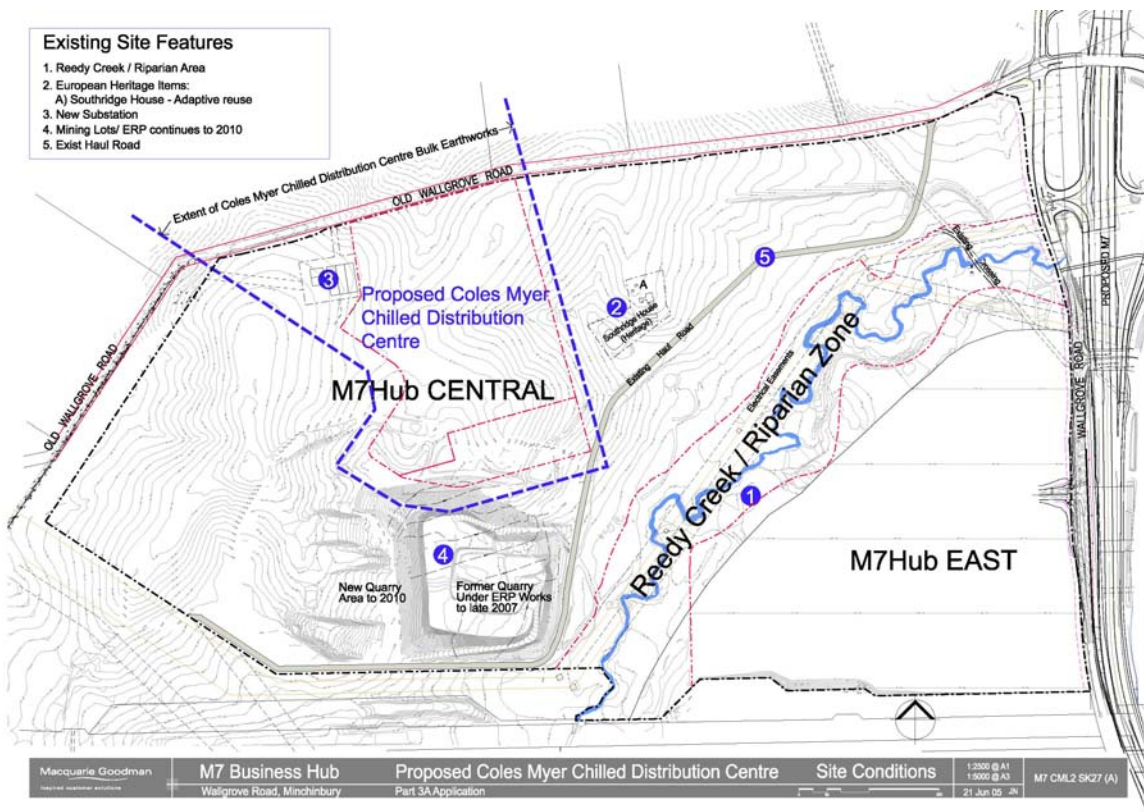 Existing Site Features
1. Reedy Creek / Riparian Area
2. European Heritage Items:
A) Southridge House - Adaptive reuse
3. New Substation
4. Mining Lots/ ERP continues to 2010
5. Exist Haul Road
Extent of Coles Myer Chilled Distribution Centre Bulk Earthworks
OLD WALLGROVE ROAD
OLD WALLGROVE ROAD
3
Proposed Coles Myer
Chilled Distribution
Centre
M7Hub CENTRAL
2
A
Southridge House
(Heritage)
5
Existing Haul Road
Existing Crossing
Electrical Easements
Reedy Creek / Riparian Zone
1
PROPOSED M7
WALLGROVE ROAD
M7Hub EAST
4
New Quarry
Area to 2010
Former Quarry
Under ERP Works
to late 2007
Macquarie Goodman
inspired customer solutions
M7 Business Hub
Wallgrove Road, Minchinbury
Proposed Coles Myer Chilled Distribution Centre
Part 3A Application
Site Conditions
1:2500 @ A1
1:5000 @ A3
21 Jun 05 JN
M7 CML2 SK27 (A)